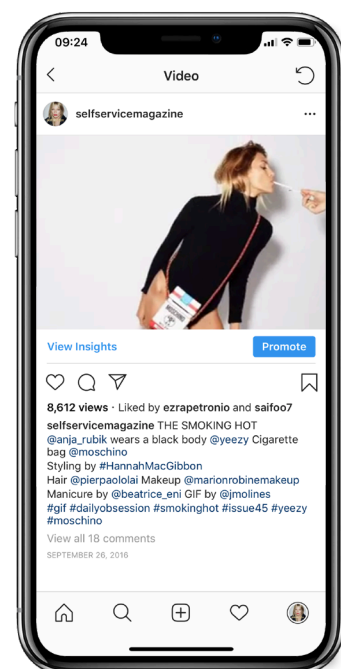 09:24
Video
selfservicemagazine
MOSCHINO
View Insights
Promote
8,612 views · Liked by ezrapetronio and saifoo7
selfservicemagazine THE SMOKING HOT
@anja_rubik wears a black body @yeezy Cigarette
bag @moschino
Styling by #HannahMacGibbon
Hair @pierpaololai Makeup @marionrobinemakeup
Manicure by @beatrice_eni GIF by @jmolines
#gif #dailyobsession #smokinghot #issue45 #yeezy
#moschino
View all 18 comments
SEPTEMBER 26, 2016